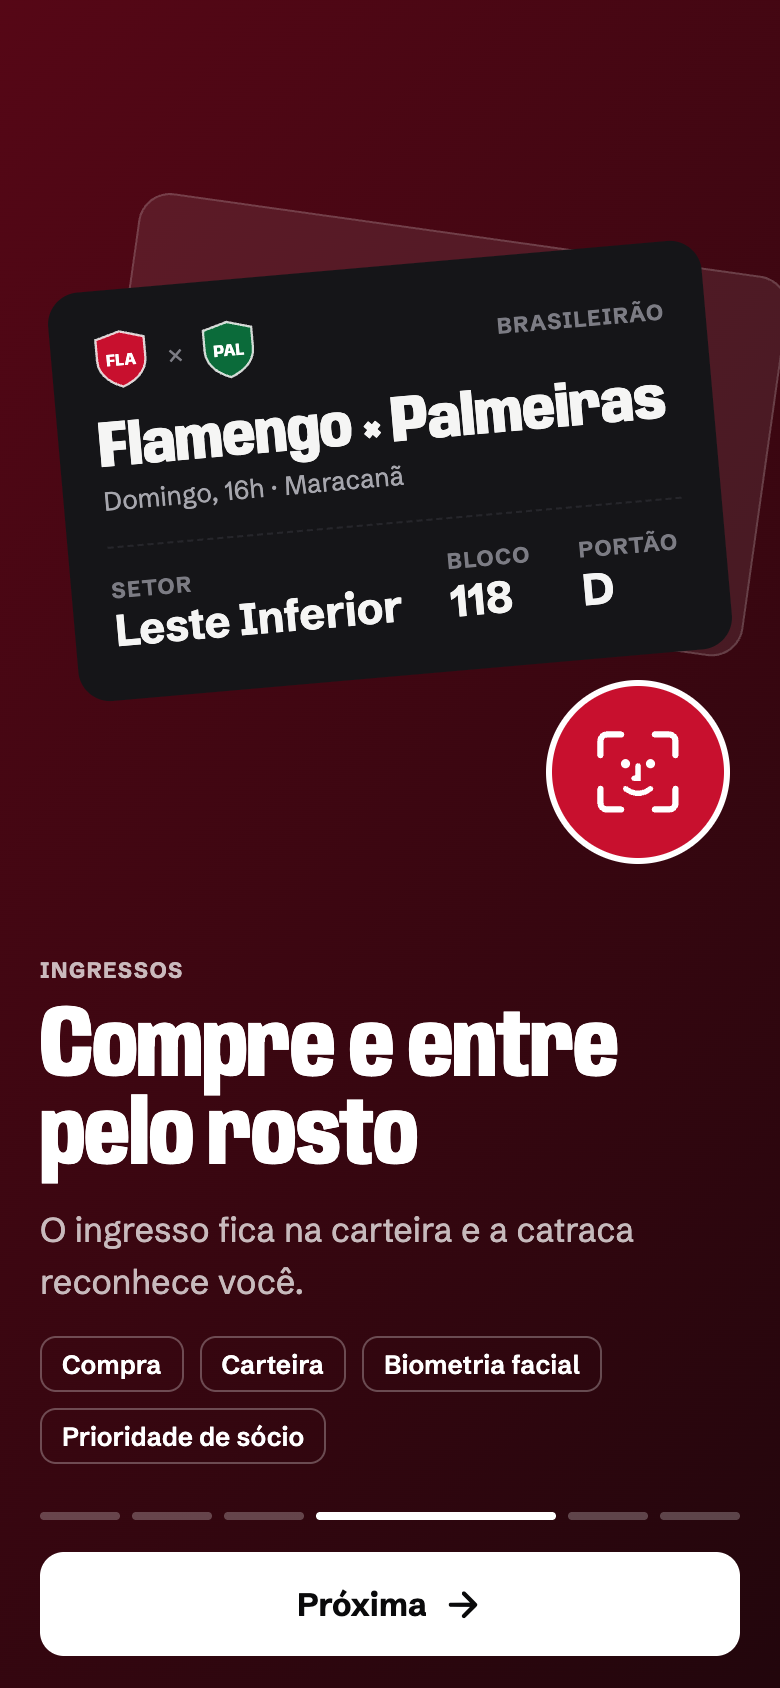 FLA × PAL
BRASILEIRÃO
Flamengo × Palmeiras
Domingo, 16h · Maracanã
SETOR
Leste Inferior
BLOCO
118
PORTÃO
D
INGRESSOS
Compre e entre
pelo rosto
O ingresso fica na carteira e a catraca
reconhece você.
Compra
Carteira
Biometria facial
Prioridade de sócio
Próxima →